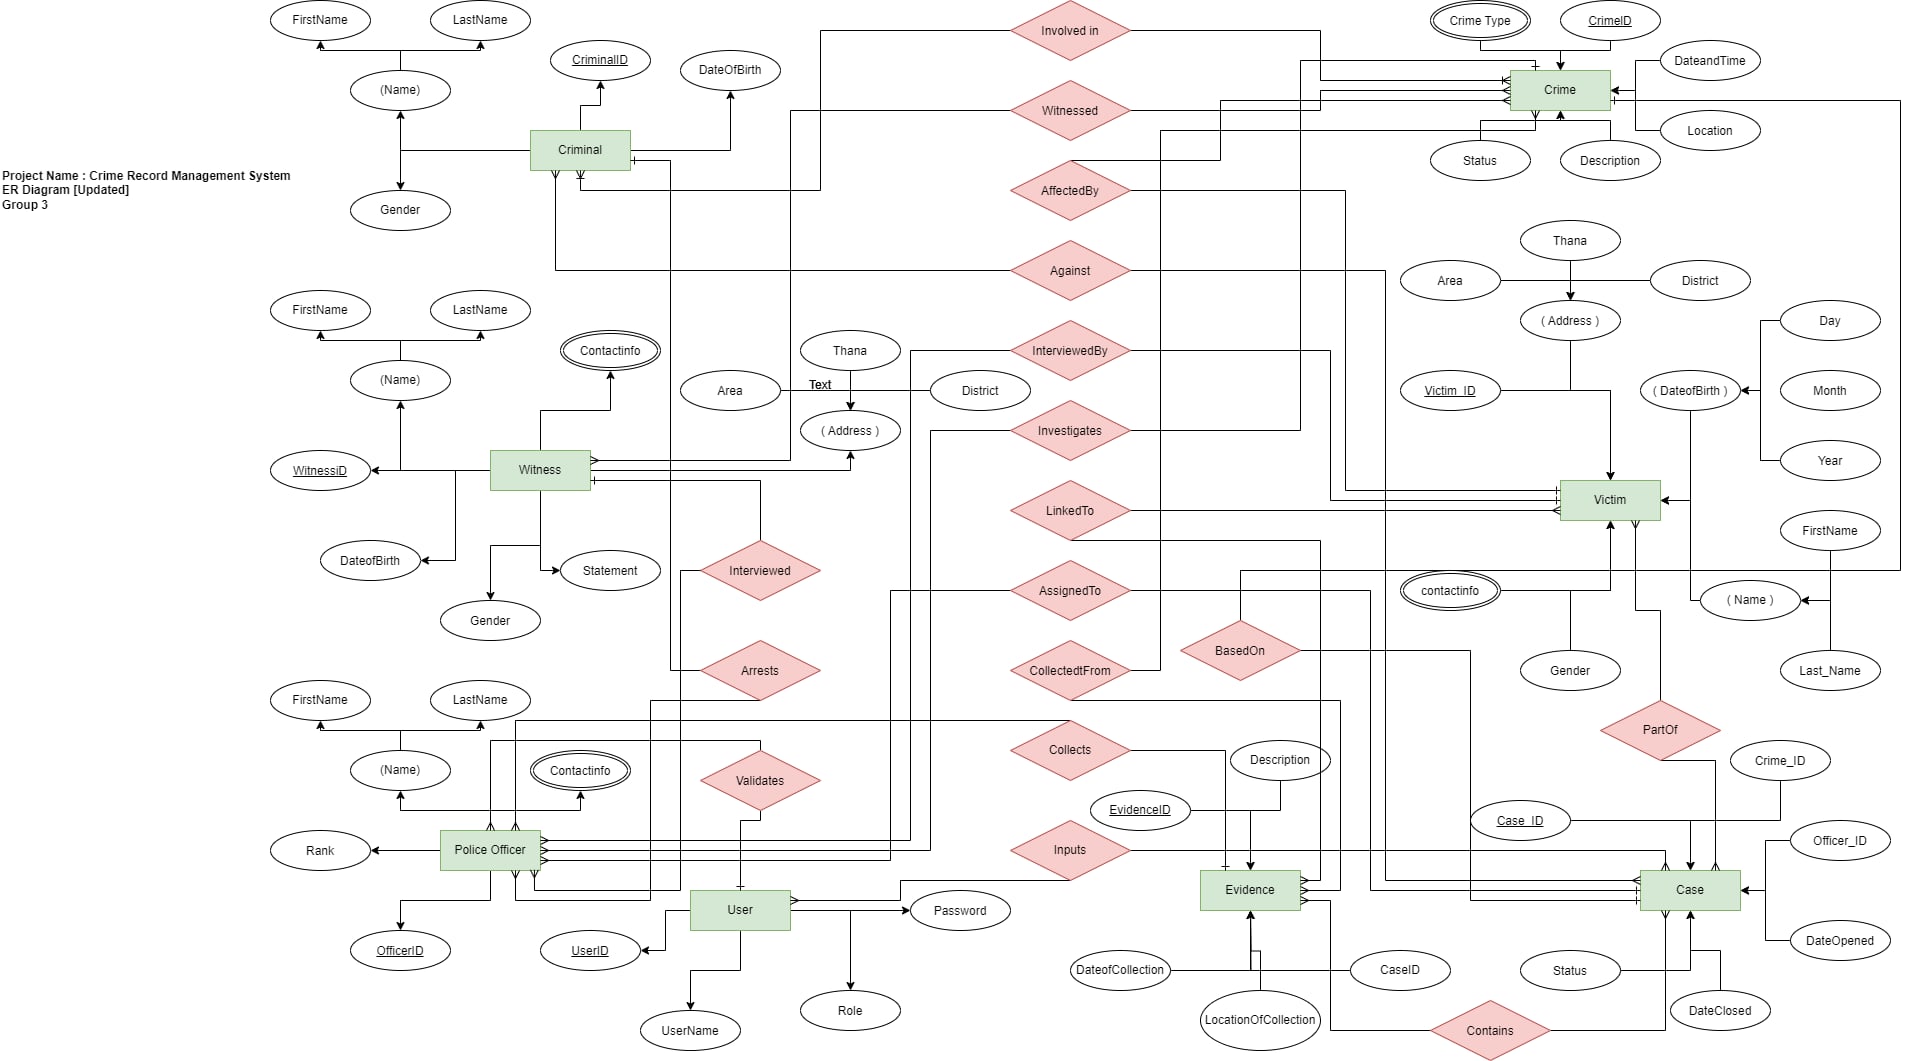 Project Name : Crime Record Management System
ER Diagram [Updated]
Group 3
FirstName
LastName
(Name)
CriminalID
DateOfBirth
Criminal
Gender
Involved in
Witnessed
AffectedBy
Against
InterviewedBy
Investigates
LinkedTo
AssignedTo
CollectedtFrom
Collects
Inputs
Crime Type
CrimeID
DateandTime
Crime
Location
Status
Description
FirstName
LastName
(Name)
Contactinfo
Thana
Area
Text
District
( Address )
WitnessiD
Witness
DateofBirth
Statement
Gender
Interviewed
Arrests
Validates
Thana
Area
District
( Address )
Victim_ID
( DateofBirth )
Day
Month
Year
Victim
FirstName
contactinfo
( Name )
Gender
Last_Name
BasedOn
PartOf
FirstName
LastName
(Name)
Contactinfo
Rank
Police Officer
OfficerID
User
Password
UserID
UserName
Role
Description
EvidenceID
Evidence
DateofCollection
CaseID
LocationOfCollection
Crime_ID
Case_ID
Officer_ID
Case
DateOpened
Status
DateClosed
Contains